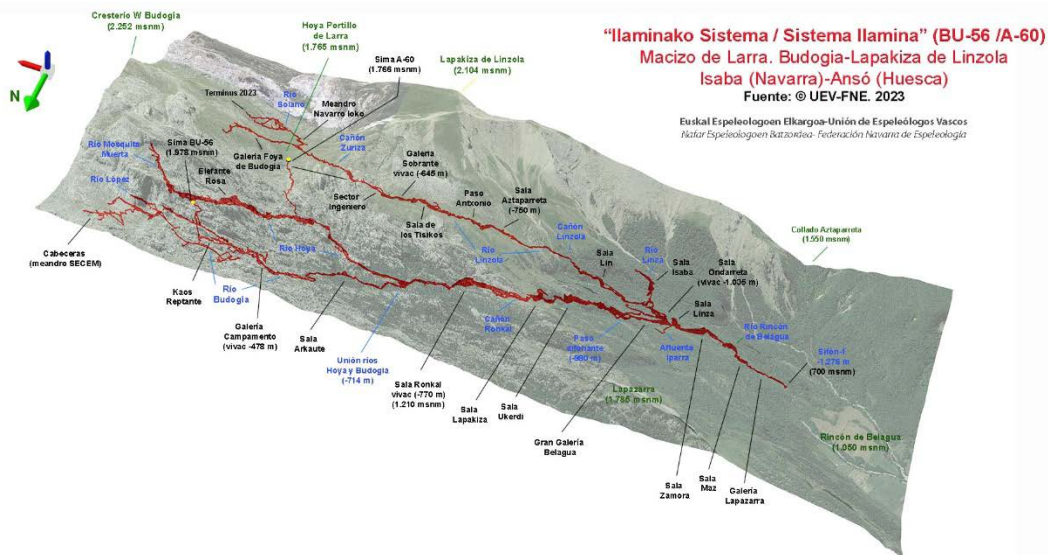 “Ilaminako Sistema / Sistema Ilamina” (BU-56 /A-60)
Macizo de Larra. Budogia-Lapakiza de Linzola
Isaba (Navarra)-Ansó (Huesca)
Fuente: © UEV-FNE. 2023
Euskal Espeleologoen Elkargoa-Unión de Espeleólogos Vascos
Nafar Espeleologoen Batzordea- Federación Navarra de Espeleología
Cresterío W Budogia
(2.252 msnm)
Hoya Portillo
de Larra
(1.765 msnm)
Sima A-60
(1.766 msnm)
Lapakiza de Linzola
(2.104 msnm)
N
Terminus 2023
Río
Solano
Meandro
Navarro Ioko
Sima BU-56
(1.978 msnm)
Galería Foya
de Budogia
Cañón
Zuriza
Río Mosquita
Muerta
Elefante
Rosa
Galería
Sobrante
vivac (-645 m)
Río López
Sector
Ingeniero
Paso
Antxonio
Sala
Aztaparreta
(-750 m)
Sala de
los Tisikos
Collado Aztaparreta
(1.550 msnm)
Río Hoya
Río
Linzola
Cañón
Linzola
Río
Linza
Sala
Lin
Sala
Isaba
Sala
Ondarreta
(vivac -1.035 m)
Cabeceras
(meandro SECEM)
Kaos
Reptante
Río
Budogia
Sala
Linza
Galería
Campamento
(vivac -478 m)
Sala
Arkaute
Cañón
Ronkal
Río Rincón
de Belagua
Unión ríos
Hoya y Budogia
(-714 m)
Paso
(-980 m)
Afluente
Iparra
Sifón-I
-1.278 m
(700 msnm)
Sala Ronkal
vivac (-770 m)
(1.210 msnm)
Sala
Lapakiza
Sala
Ukerdi
Lapazarra
(1.785 msnm)
Gran Galería
Belagua
Rincón de Belagua
(1.050 msnm)
Sala
Zamora
Sala
Maz
Galería
Lapazarra